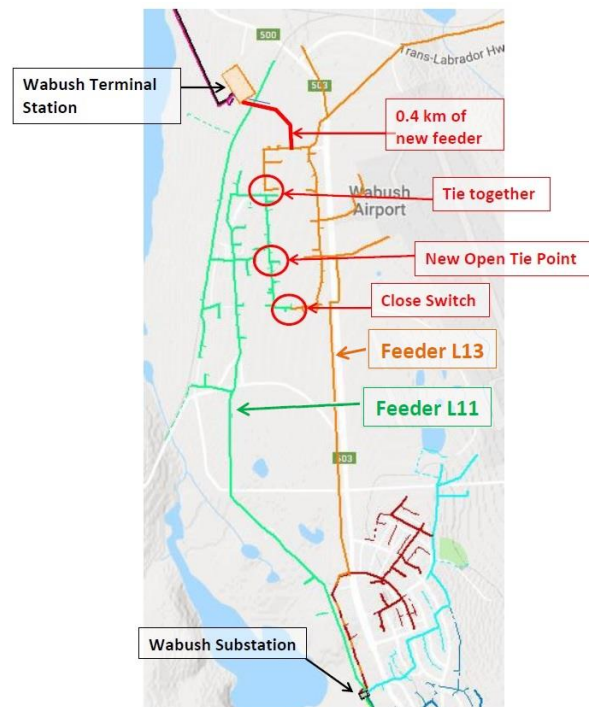 500
Trans-Labrador Hw
Wabush Terminal
Station
503
0.4 km of
new feeder
Tie together
Wabush
Airport
New Open Tie Point
Close Switch
Feeder L13
Feeder L11
503
Wabush Substation